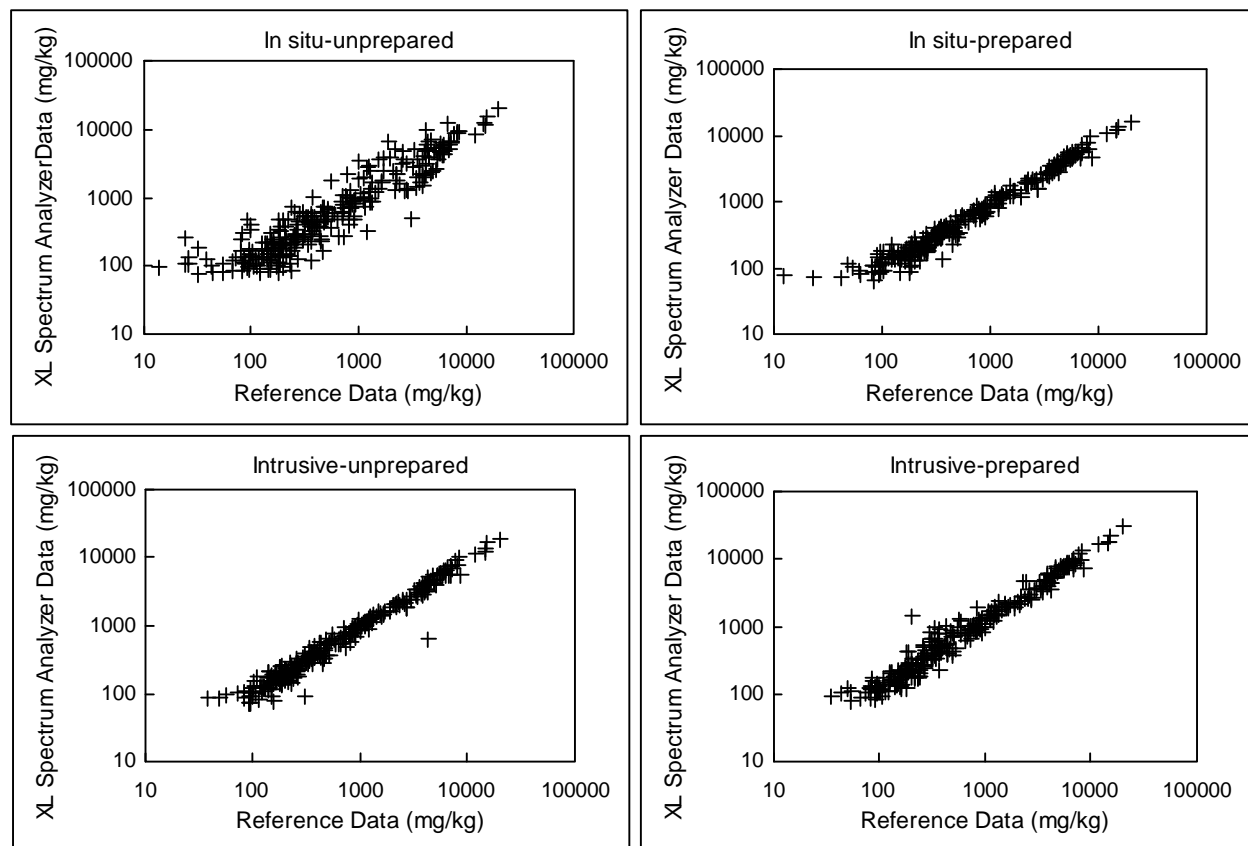 In situ-unprepared
XL Spectrum AnalyzerData (mg/kg)
100000
10000
1000
100
10
10 100 1000 10000 100000
Reference Data (mg/kg)
In situ-prepared
XL Spectrum Analyzer Data (mg/kg)
100000
10000
1000
100
10
10 100 1000 10000 100000
Reference Data (mg/kg)
Intrusive-unprepared
XL Spectrum Analyzer Data (mg/kg)
100000
10000
1000
100
10
10 100 1000 10000 100000
Reference Data (mg/kg)
Intrusive-prepared
XL Spectrum Analyzer Data (mg/kg)
100000
10000
1000
100
10
10 100 1000 10000 100000
Reference Data (mg/kg)